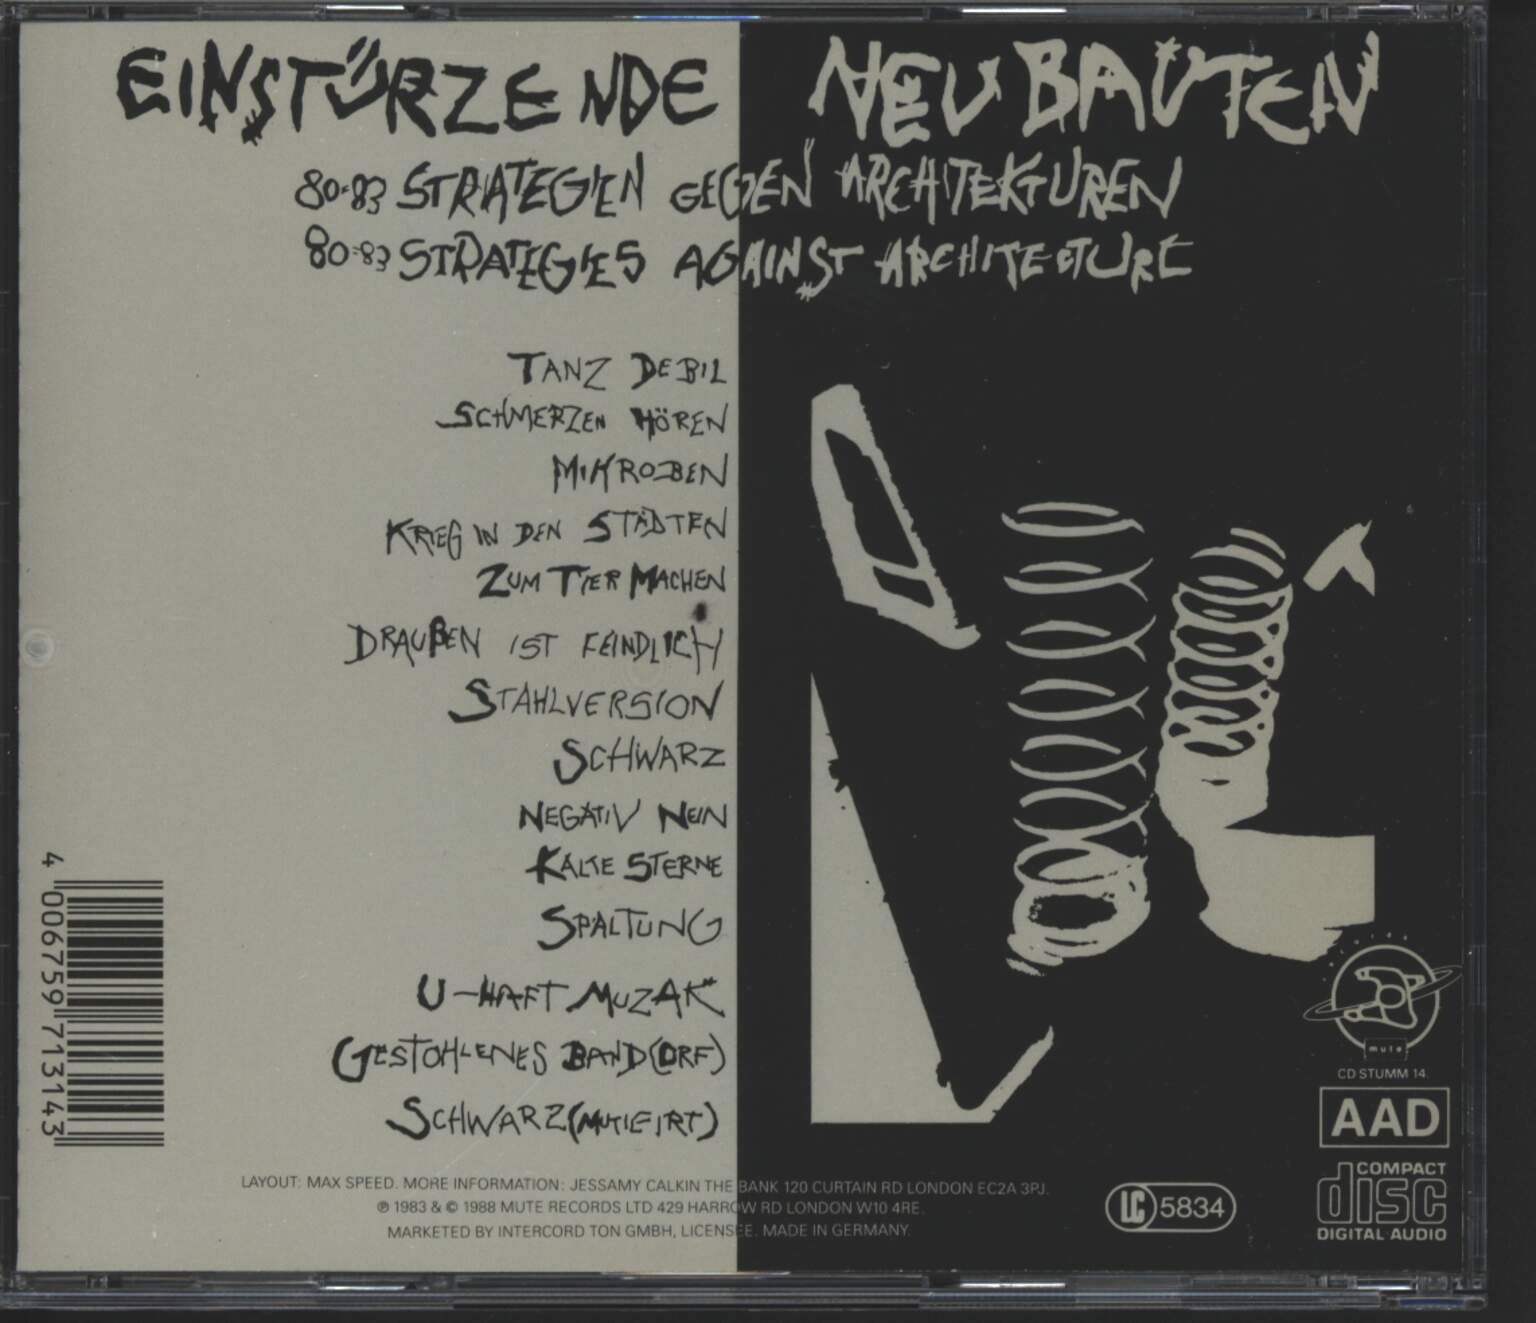 EINSTÜRZENDE NEUBAUTEN
80-83 STRATEGIEN GEGEN ARCHITEKTUREN
80-83 STRATEGIES AGAINST ARCHITECTURE
TANZ DEBIL
SCHMERZEN HÖREN
MIKROBEN
KRIEG IN DEN STÄDTEN
ZUM TIER MACHEN
DRAUßEN IST FEINDLICH
STAHLVERSION
SCHWARZ
NEGATIV NEIN
KALTE STERNE
SPALTUNG
U-HAFT MUZAK
GESTOHLENES BAND (ORF)
SCHWARZ (MUTIEIRT)
4 006759 713143
mute
CD STUMM 14.
AAD
COMPACT
disc
DIGITAL AUDIO
LC 5834
LAYOUT: MAX SPEED. MORE INFORMATION: JESSAMY CALKIN THE BANK 120 CURTAIN RD LONDON EC2A 3PJ.
℗ 1983 & © 1988 MUTE RECORDS LTD 429 HARROW RD LONDON W10 4RE.
MARKETED BY INTERCORD TON GMBH, LICENSEE. MADE IN GERMANY.